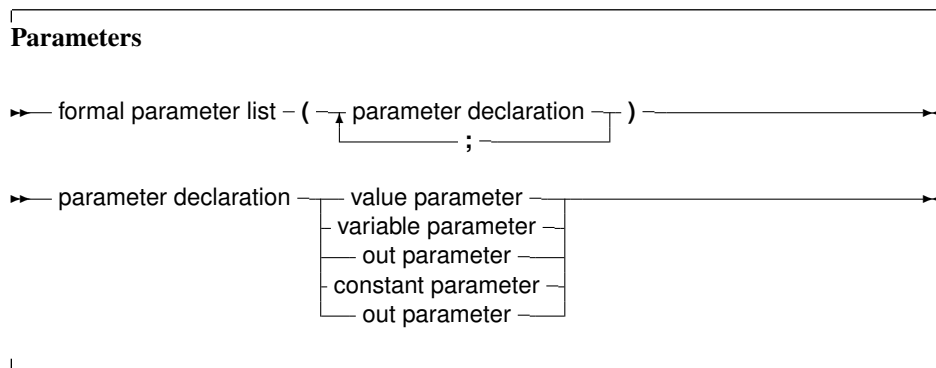 Parameters
formal parameter list ( parameter declaration )
;
parameter declaration value parameter
variable parameter
out parameter
constant parameter
out parameter